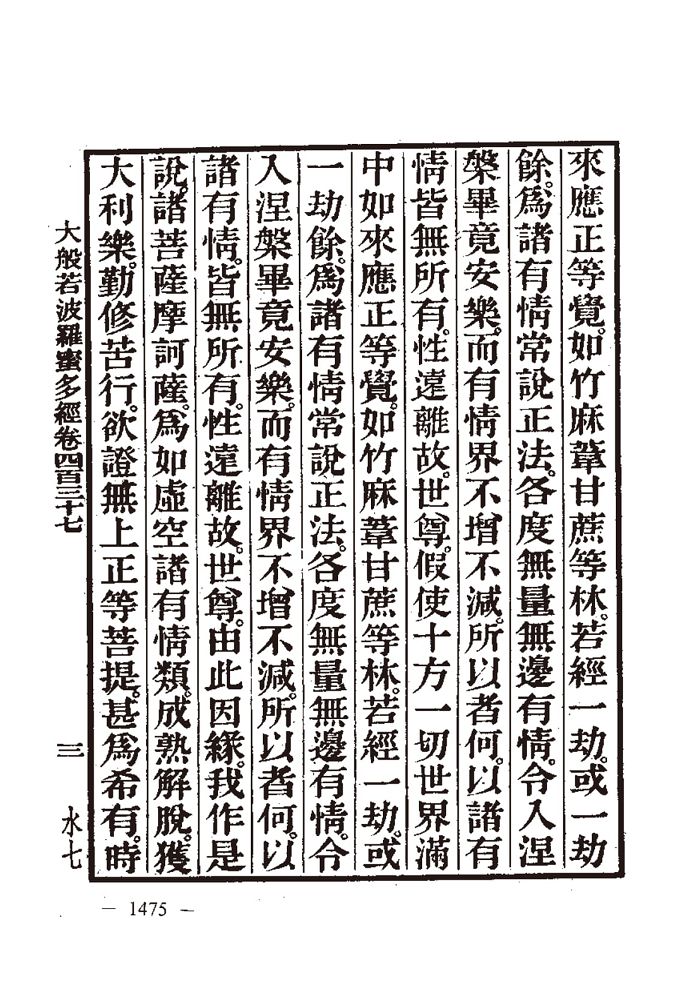 來應正等覺。如竹麻葦甘蔗等林。若經一劫。或一劫
餘。爲諸有情常說正法。各度無量無邊有情。令入涅
槃畢竟安樂。而有情界不增不減。所以者何。以諸有
情皆無所有。性遠離故。世尊。假使十方一切世界滿
中如來應正等覺。如竹麻葦甘蔗等林。若經一劫。或
一劫餘。爲諸有情常說正法。各度無量無邊有情。令
入涅槃畢竟安樂。而有情界不增不減。所以者何。以
諸有情。皆無所有。性遠離故。世尊。由此因緣。我作是
說。諸菩薩摩訶薩。爲如虛空諸有情類。成熟解脫。獲
大利樂。勤修苦行。欲證無上正等菩提。甚爲希有。時
大般若波羅蜜多經卷四百三十七 三 水七
— 1475 —